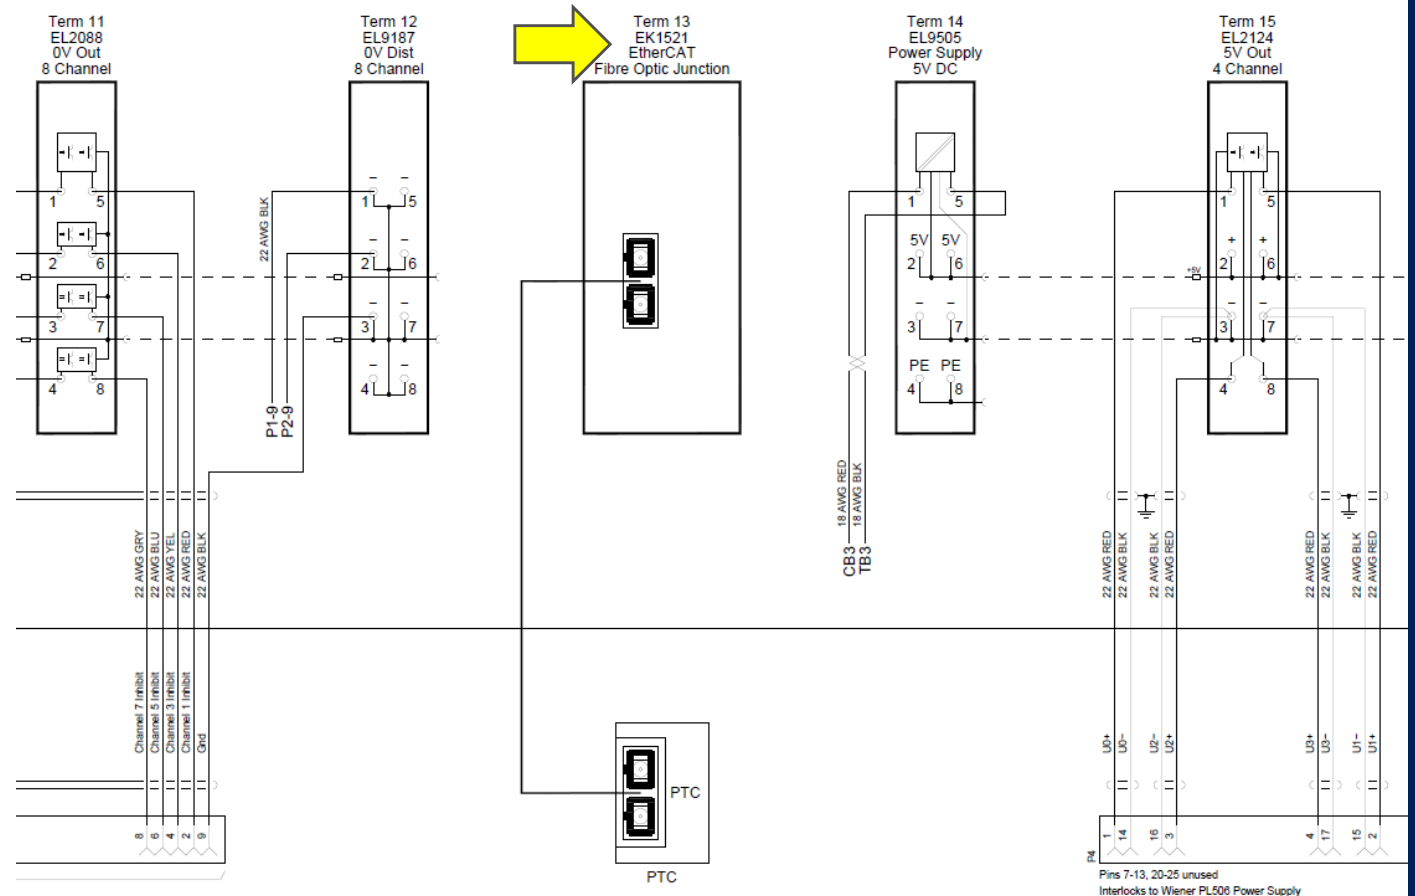 Term 11
EL2088
0V Out
8 Channel
Term 12
EL9187
0V Dist
8 Channel
Term 13
EK1521
EtherCAT
Fibre Optic Junction
Term 14
EL9505
Power Supply
5V DC
Term 15
EL2124
5V Out
4 Channel
1 5
2 6
3 7
4 8
22 AWG BLK
− −
1 5
− −
2 6
− −
3 7
− −
4 8
P1-9
P2-9
1 5
5V 5V
2 6
− −
3 7
PE PE
4 8
18 AWG RED
18 AWG BLK
CB3
TB3
+5V
1 5
+ +
2 6
− −
3 7
4 8
22 AWG GRY
22 AWG BLU
22 AWG YEL
22 AWG RED
22 AWG BLK
22 AWG RED
22 AWG BLK
22 AWG BLK
22 AWG RED
22 AWG RED
22 AWG BLK
22 AWG BLK
22 AWG RED
Channel 7 Inhibit
Channel 5 Inhibit
Channel 3 Inhibit
Channel 1 Inhibit
Gnd
U0+
U0−
U2−
U2+
U3+
U3−
U1−
U1+
8 6 4 2 9
PTC
PTC
P4
1 14 16 3 4 17 15 2
Pins 7-13, 20-25 unused
Interlocks to Wiener PL506 Power Supply